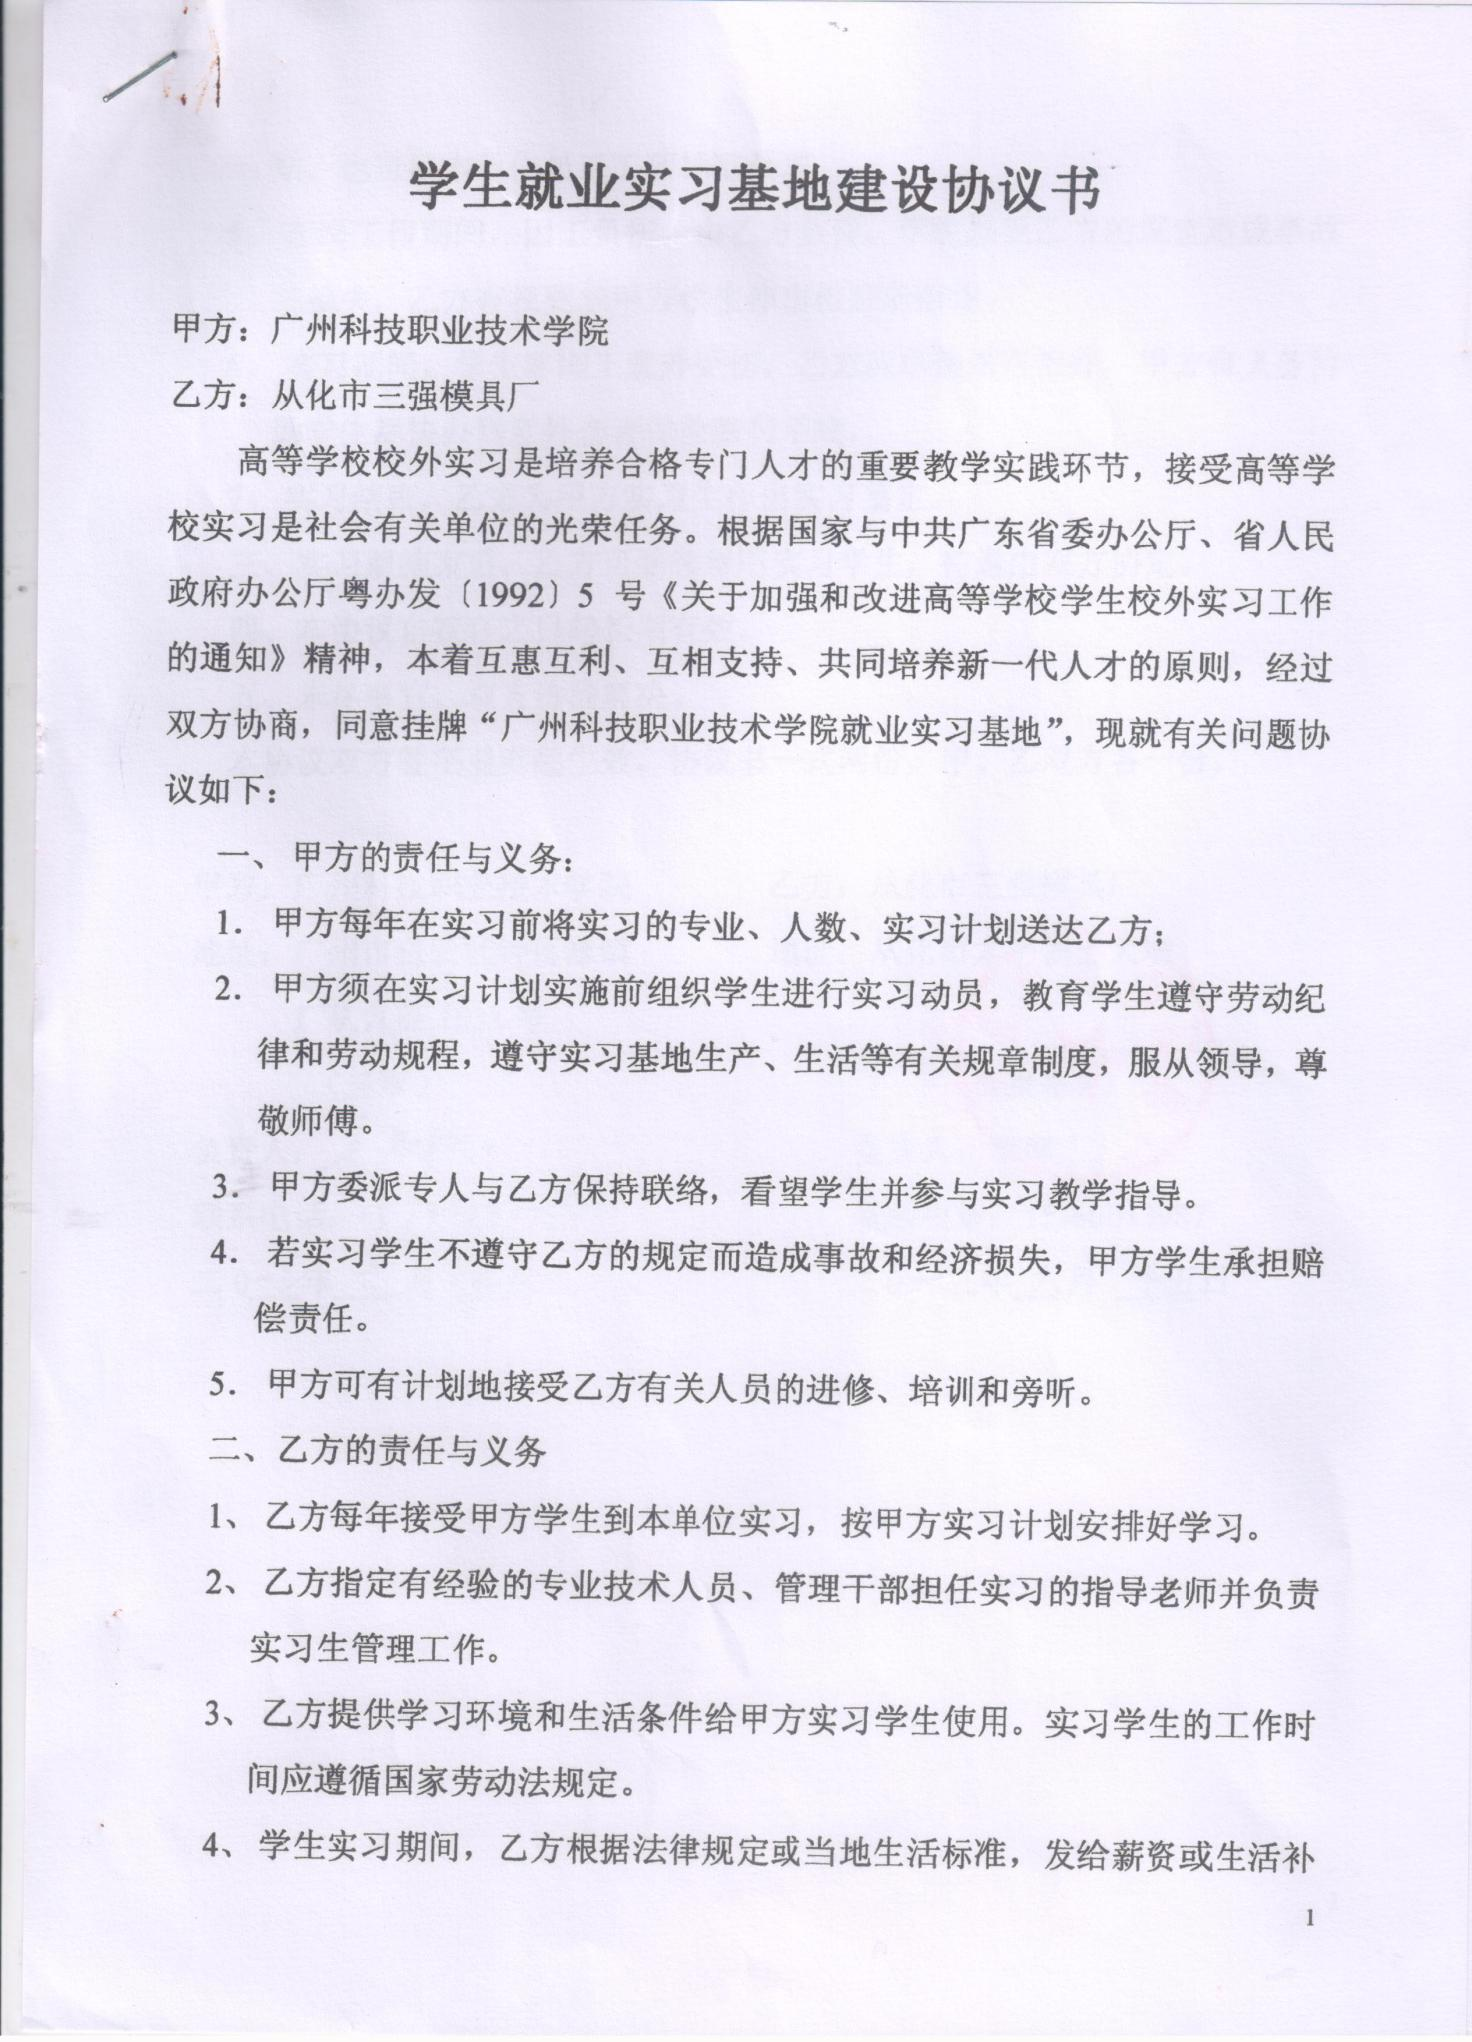 学生就业实习基地建设协议书
甲方：广州科技职业技术学院
乙方：从化市三强模具厂
高等学校校外实习是培养合格专门人才的重要教学实践环节，接受高等学
校实习是社会有关单位的光荣任务。根据国家与中共广东省委办公厅、省人民
政府办公厅粤办发〔1992〕5 号《关于加强和改进高等学校学生校外实习工作
的通知》精神，本着互惠互利、互相支持、共同培养新一代人才的原则，经过
双方协商，同意挂牌“广州科技职业技术学院就业实习基地”，现就有关问题协
议如下：
一、 甲方的责任与义务：
1. 甲方每年在实习前将实习的专业、人数、实习计划送达乙方；
2. 甲方须在实习计划实施前组织学生进行实习动员，教育学生遵守劳动纪
律和劳动规程，遵守实习基地生产、生活等有关规章制度，服从领导，尊
敬师傅。
3. 甲方委派专人与乙方保持联络，看望学生并参与实习教学指导。
4. 若实习学生不遵守乙方的规定而造成事故和经济损失，甲方学生承担赔
偿责任。
5. 甲方可有计划地接受乙方有关人员的进修、培训和旁听。
二、乙方的责任与义务
1、 乙方每年接受甲方学生到本单位实习，按甲方实习计划安排好学习。
2、 乙方指定有经验的专业技术人员、管理干部担任实习的指导老师并负责
实习生管理工作。
3、 乙方提供学习环境和生活条件给甲方实习学生使用。实习学生的工作时
间应遵循国家劳动法规定。
4、 学生实习期间，乙方根据法律规定或当地生活标准，发给薪资或生活补
1